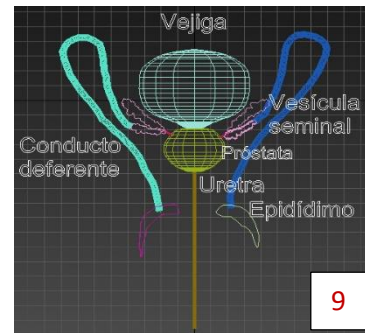 Vejiga
Vesícula
seminal
Conducto
deferente
Próstata
Uretra
Epidídimo
9